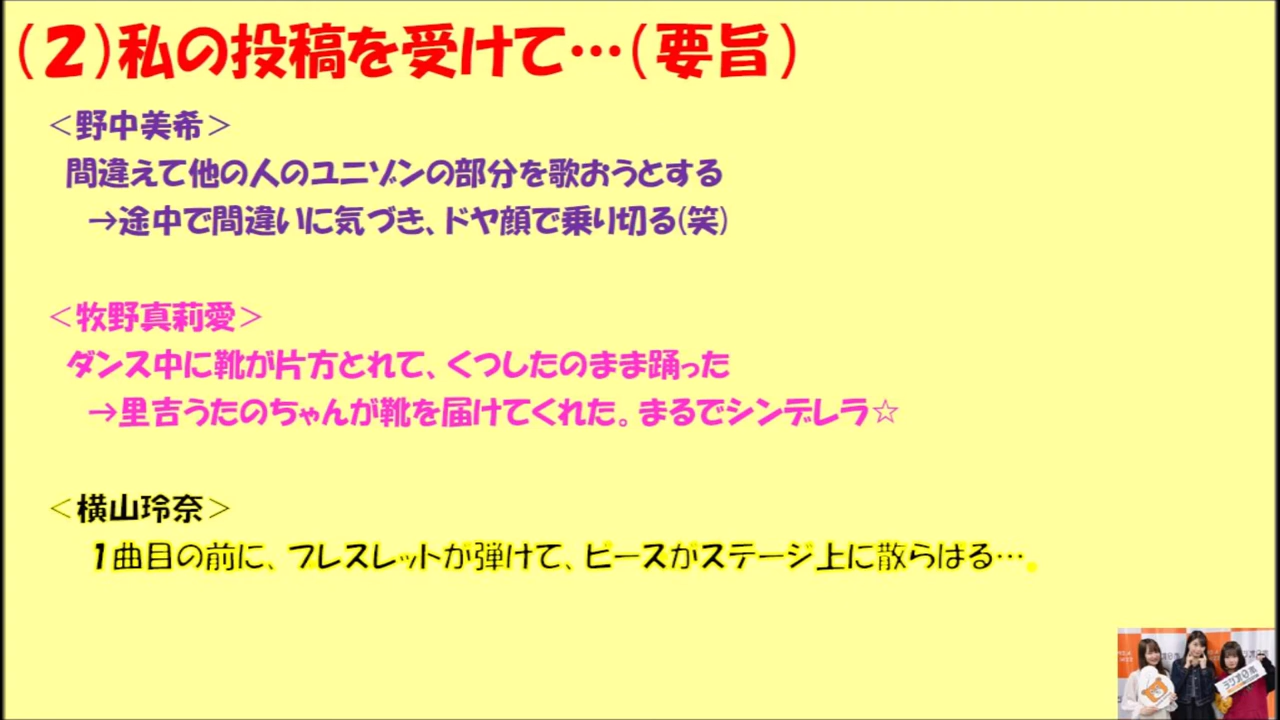 (２)私の投稿を受けて…(要旨)
＜野中美希＞
間違えて他の人のユニゾンの部分を歌おうとする
→途中で間違いに気づき、ドヤ顔で乗り切る(笑)
＜牧野真莉愛＞
ダンス中に靴が片方とれて、くつしたのまま踊った
→里吉うたのちゃんが靴を届けてくれた。まるでシンデレラ☆
＜横山玲奈＞
１曲目の前に、ブレスレットが弾けて、ビースがステージ上に散らはる…。